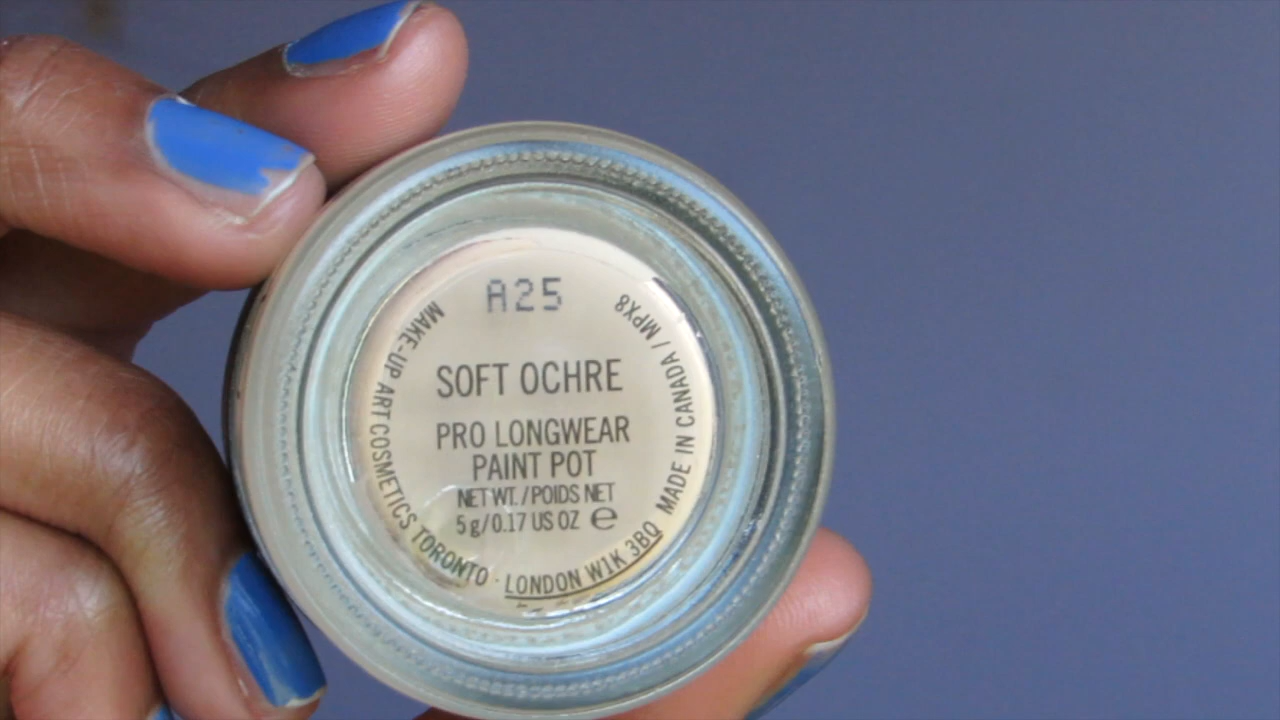 A25
SOFT OCHRE
PRO LONGWEAR
PAINT POT
NET WT. / POIDS NET
5 g / 0.17 US OZ ℮
MAKE-UP ART COSMETICS TORONTO · LONDON W1K 3BQ MADE IN CANADA / MPX8